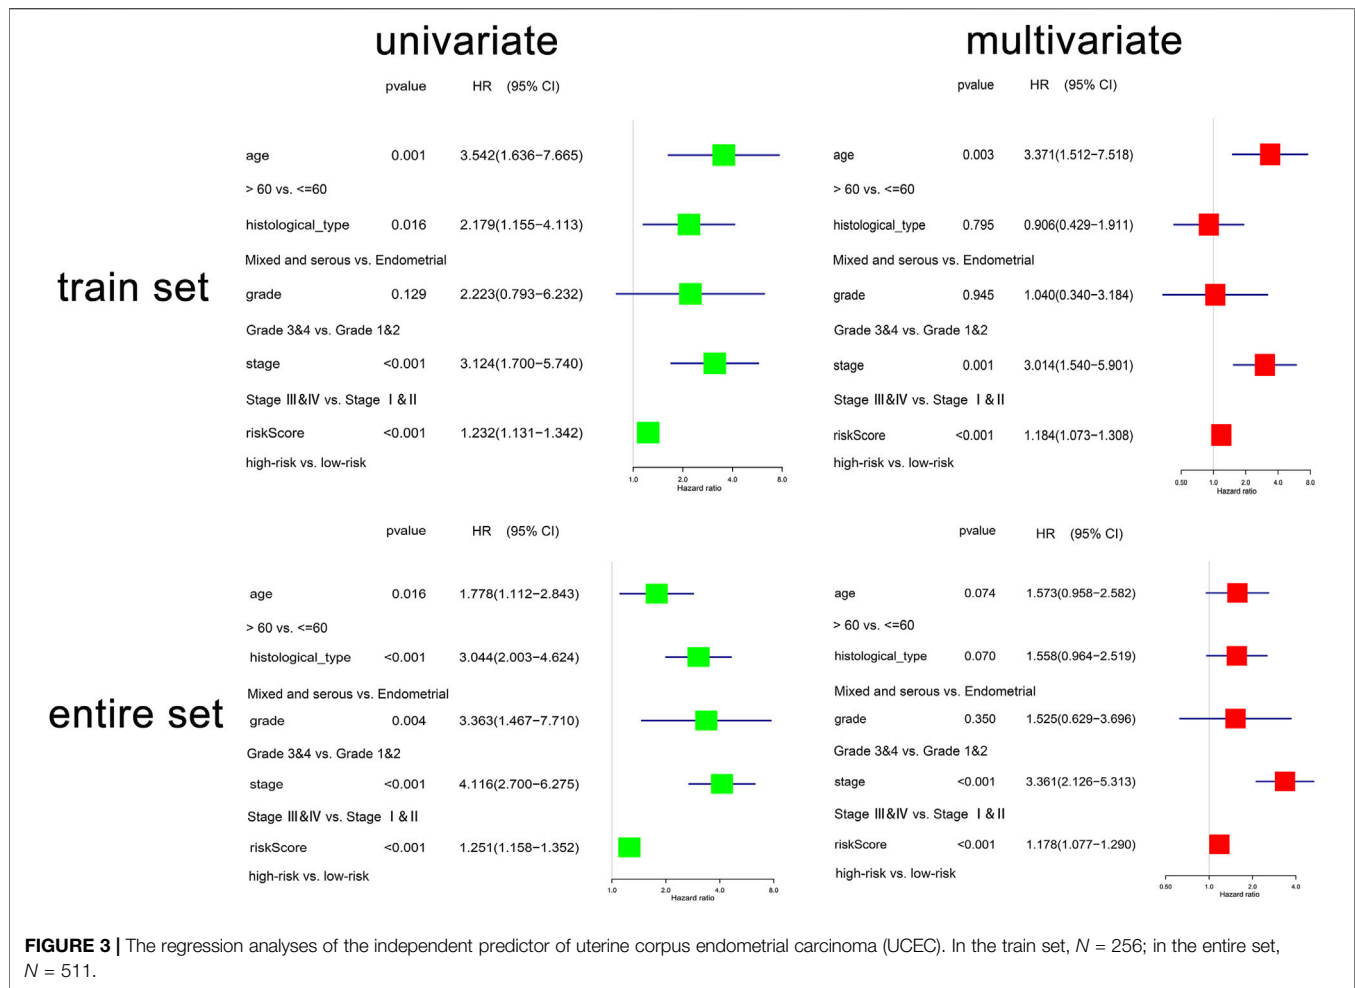 univariate
multivariate
pvalue HR (95% CI)
pvalue HR (95% CI)
train set
age 0.001 3.542(1.636−7.665)
> 60 vs. <=60
histological_type 0.016 2.179(1.155−4.113)
Mixed and serous vs. Endometrial
grade 0.129 2.223(0.793−6.232)
Grade 3&4 vs. Grade 1&2
stage <0.001 3.124(1.700−5.740)
Stage Ⅲ&Ⅳ vs. Stage Ⅰ & Ⅱ
riskScore <0.001 1.232(1.131−1.342)
high-risk vs. low-risk
1.0 2.0 4.0 8.0
Hazard ratio
age 0.003 3.371(1.512−7.518)
> 60 vs. <=60
histological_type 0.795 0.906(0.429−1.911)
Mixed and serous vs. Endometrial
grade 0.945 1.040(0.340−3.184)
Grade 3&4 vs. Grade 1&2
stage 0.001 3.014(1.540−5.901)
Stage Ⅲ&Ⅳ vs. Stage Ⅰ & Ⅱ
riskScore <0.001 1.184(1.073−1.308)
high-risk vs. low-risk
0.50 1.0 2.0 4.0 8.0
Hazard ratio
entire set
pvalue HR (95% CI)
age 0.016 1.778(1.112−2.843)
> 60 vs. <=60
histological_type <0.001 3.044(2.003−4.624)
Mixed and serous vs. Endometrial
grade 0.004 3.363(1.467−7.710)
Grade 3&4 vs. Grade 1&2
stage <0.001 4.116(2.700−6.275)
Stage Ⅲ&Ⅳ vs. Stage Ⅰ & Ⅱ
riskScore <0.001 1.251(1.158−1.352)
high-risk vs. low-risk
1.0 2.0 4.0 8.0
Hazard ratio
pvalue HR (95% CI)
age 0.074 1.573(0.958−2.582)
> 60 vs. <=60
histological_type 0.070 1.558(0.964−2.519)
Mixed and serous vs. Endometrial
grade 0.350 1.525(0.629−3.696)
Grade 3&4 vs. Grade 1&2
stage <0.001 3.361(2.126−5.313)
Stage Ⅲ&Ⅳ vs. Stage Ⅰ & Ⅱ
riskScore <0.001 1.178(1.077−1.290)
high-risk vs. low-risk
0.50 1.0 2.0 4.0
Hazard ratio
FIGURE 3 | The regression analyses of the independent predictor of uterine corpus endometrial carcinoma (UCEC). In the train set, N = 256; in the entire set,
N = 511.